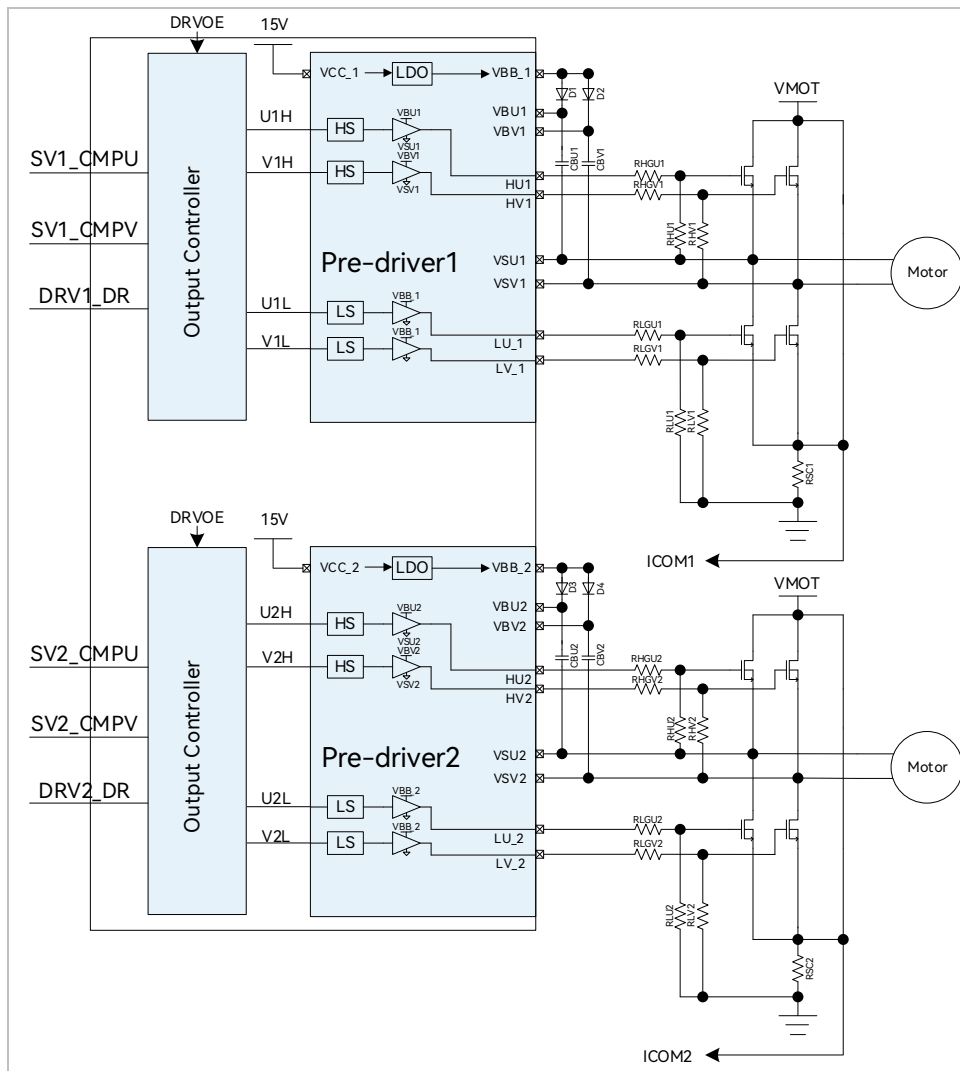 DRVOE
15V
VCC_1
LDO
VBB_1
D1
D2
VMOT
VBU1
VBV1
U1H
HS
VBU1
VSU1
CBU1
CBV1
SV1_CMPU
V1H
HS
VBV1
VSV1
HU1
HV1
RHGU1
RHGV1
SV1_CMPV
Output Controller
Pre-driver1
RHU1
RHV1
VSU1
VSV1
Motor
DRV1_DR
U1L
LS
VBB_1
V1L
LS
VBB_1
LU_1
LV_1
RLGU1
RLGV1
RLU1
RLV1
RSC1
ICOM1
DRVOE
15V
VCC_2
LDO
VBB_2
D3
D4
VMOT
VBU2
VBV2
U2H
HS
VBU2
VSU2
CBU2
CBV2
SV2_CMPU
V2H
HS
VBV2
VSV2
HU2
HV2
RHGU2
RHGV2
SV2_CMPV
Output Controller
Pre-driver2
RHU2
RHV2
VSU2
VSV2
Motor
DRV2_DR
U2L
LS
VBB_2
V2L
LS
VBB_2
LU_2
LV_2
RLGU2
RLGV2
RLU2
RLV2
RSC2
ICOM2